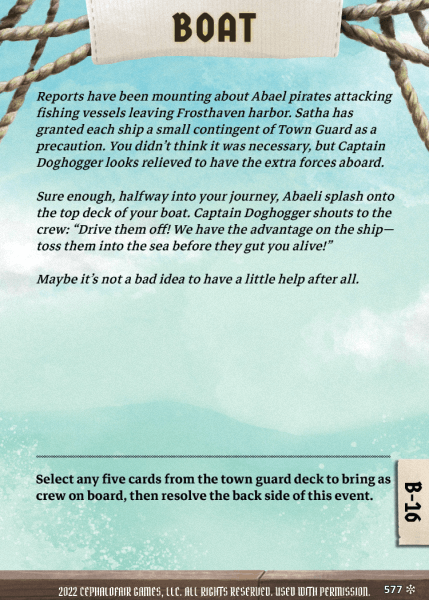 BOAT
Reports have been mounting about Abael pirates attacking
fishing vessels leaving Frosthaven harbor. Satha has
granted each ship a small contingent of Town Guard as a
precaution. You didn't think it was necessary, but Captain
Doghogger looks relieved to have the extra forces aboard.
Sure enough, halfway into your journey, Abaeli splash onto
the top deck of your boat. Captain Doghogger shouts to the
crew: “Drive them off! We have the advantage on the ship—
toss them into the sea before they gut you alive!”
Maybe it's not a bad idea to have a little help after all.
Select any five cards from the town guard deck to bring as
crew on board, then resolve the back side of this event.
B-16
2022 CEPHALOFAIR GAMES, LLC. ALL RIGHTS RESERVED. USED WITH PERMISSION. 577